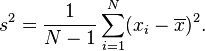 s^2 = \frac{1}{N-1} \sum_{i=1}^{N} (x_i - \overline{x})^2.